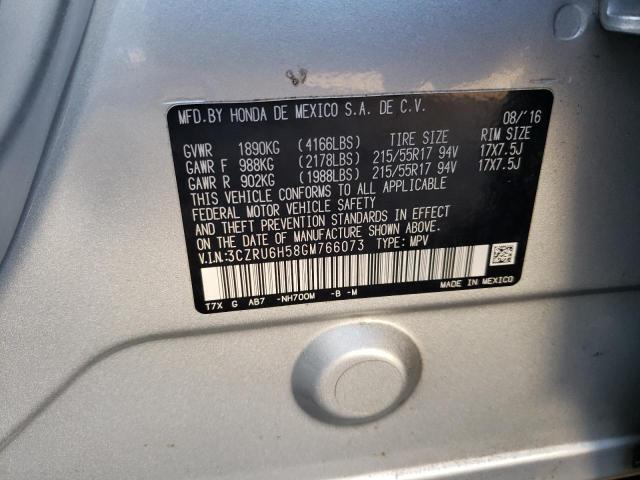 MFD.BY HONDA DE MEXICO S.A. DE C.V.
08/'16
GVWR 1890KG (4166LBS) TIRE SIZE RIM SIZE
GAWR F 988KG (2178LBS) 215/55R17 94V 17X7.5J
GAWR R 902KG (1988LBS) 215/55R17 94V 17X7.5J
THIS VEHICLE CONFORMS TO ALL APPLICABLE
FEDERAL MOTOR VEHICLE SAFETY
AND THEFT PREVENTION STANDARDS IN EFFECT
ON THE DATE OF MANUFACTURE SHOWN ABOVE.
V.I.N:3CZRU6H58GM766073 TYPE: MPV
T7X G AB7 -NH700M -B -M MADE IN MEXICO